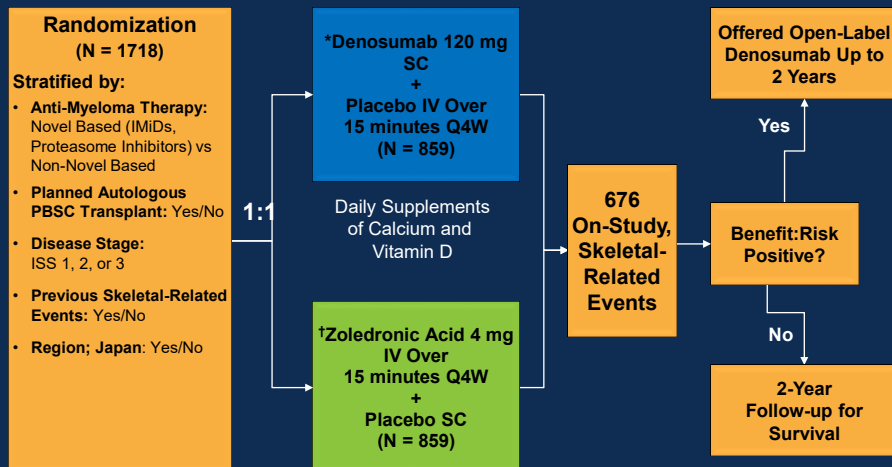 Randomization
(N = 1718)
Stratified by:
• Anti-Myeloma Therapy:
Novel Based (IMiDs,
Proteasome Inhibitors) vs
Non-Novel Based
• Planned Autologous
PBSC Transplant: Yes/No
• Disease Stage:
ISS 1, 2, or 3
• Previous Skeletal-Related
Events: Yes/No
• Region; Japan: Yes/No
1:1
*Denosumab 120 mg
SC
+
Placebo IV Over
15 minutes Q4W
(N = 859)
Daily Supplements
of Calcium and
Vitamin D
†Zoledronic Acid 4 mg
IV Over
15 minutes Q4W
+
Placebo SC
(N = 859)
676
On-Study,
Skeletal-
Related
Events
Benefit:Risk
Positive?
Yes
Offered Open-Label
Denosumab Up to
2 Years
No
2-Year
Follow-up for
Survival